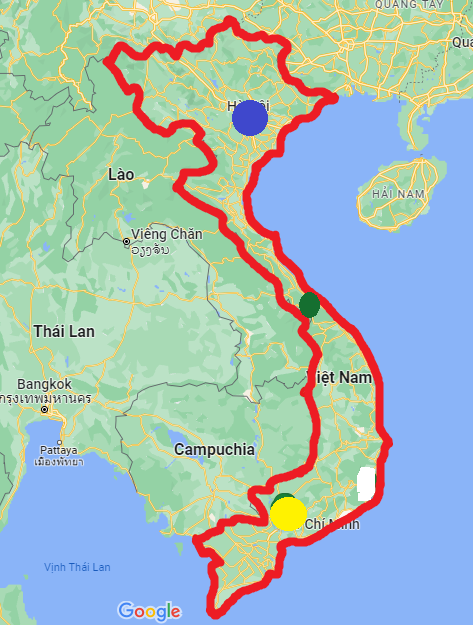 QUẢNG TÂY
HẢI NAM
Lào
Viêng Chăn
ວຽງຈັນ
Thái Lan
Bangkok
กรุงเทพมหานคร
Việt Nam
Pattaya
เมืองพัทยา
Campuchia
Chí Minh
Vịnh Thái Lan
Google